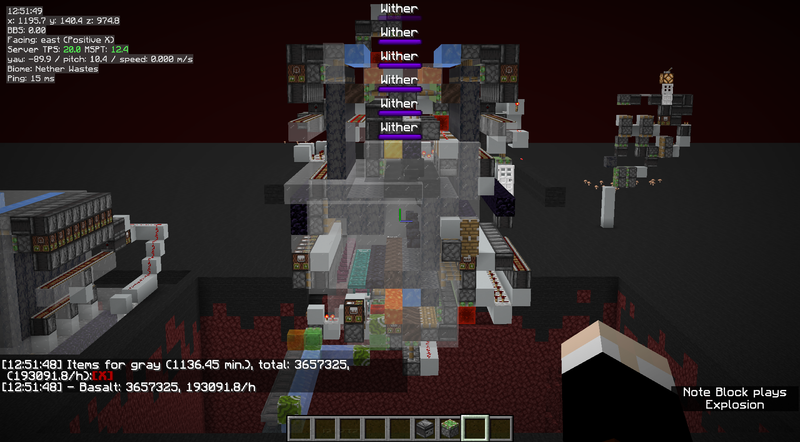 12:51:49
x: 1195.7 y: 140.4 z: 974.8
BBS: 0.00
Facing: east (Positive X)
Server TPS: 20.0 MSPT: 12.4
yaw: -89.9 / pitch: 10.4 / speed: 0.000 m/s
Biome: Nether Wastes
Ping: 15 ms
Wither
Wither
Wither
Wither
Wither
Wither
[12:51:48] Items for gray (1136.45 min.), total: 3657325,
(193091.8/h):[X]
[12:51:48] - Basalt: 3657325, 193091.8/h
Note Block plays
Explosion